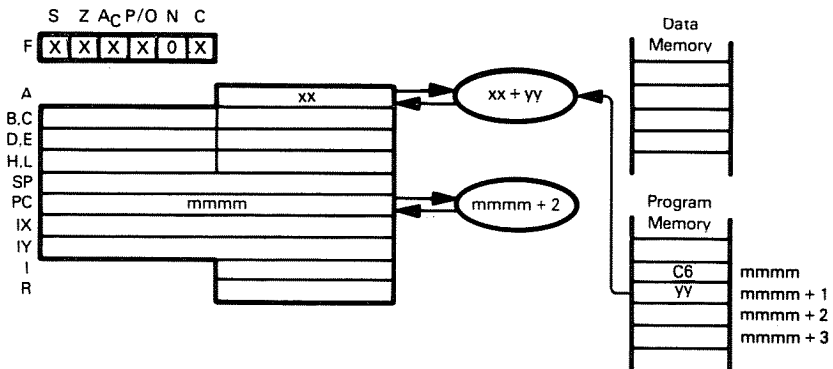 S Z AC P/O N C
F X X X X 0 X
Data
Memory
A xx
xx + yy
B,C
D,E
H,L
SP
PC mmmm
mmmm + 2
IX
IY
I
R
Program
Memory
C6 mmmm
yy mmmm + 1
mmmm + 2
mmmm + 3